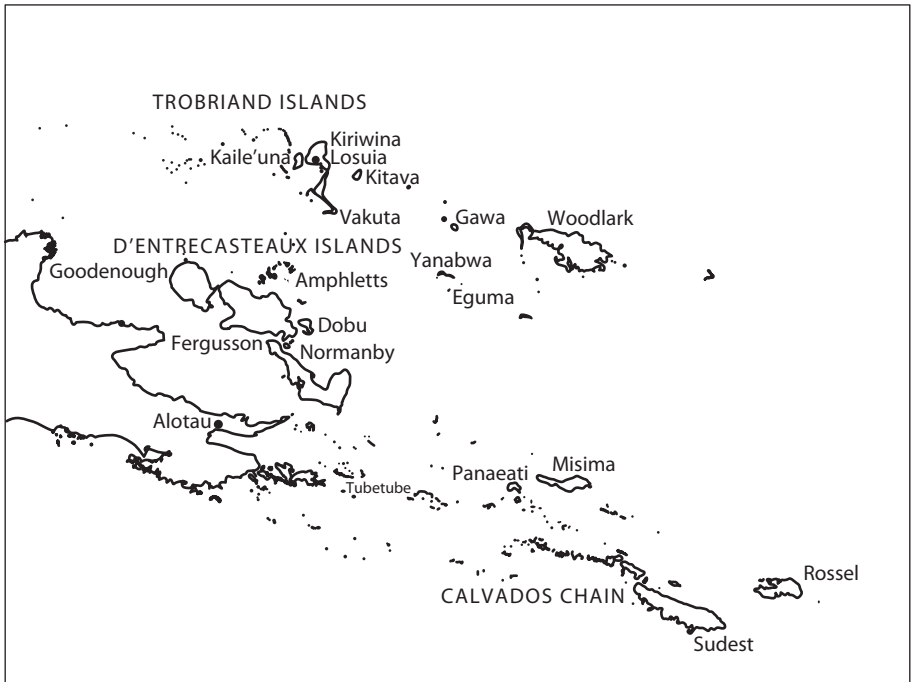 TROBRIAND ISLANDS
Kiriwina
Kaile'una
Losuia
Kitava
Vakuta
Gawa
Woodlark
D'ENTRECASTEAUX ISLANDS
Yanabwa
Goodenough
Amphletts
Eguma
Dobu
Fergusson
Normanby
Alotau
Misima
Panaeati
Tubetube
Rossel
CALVADOS CHAIN
Sudest